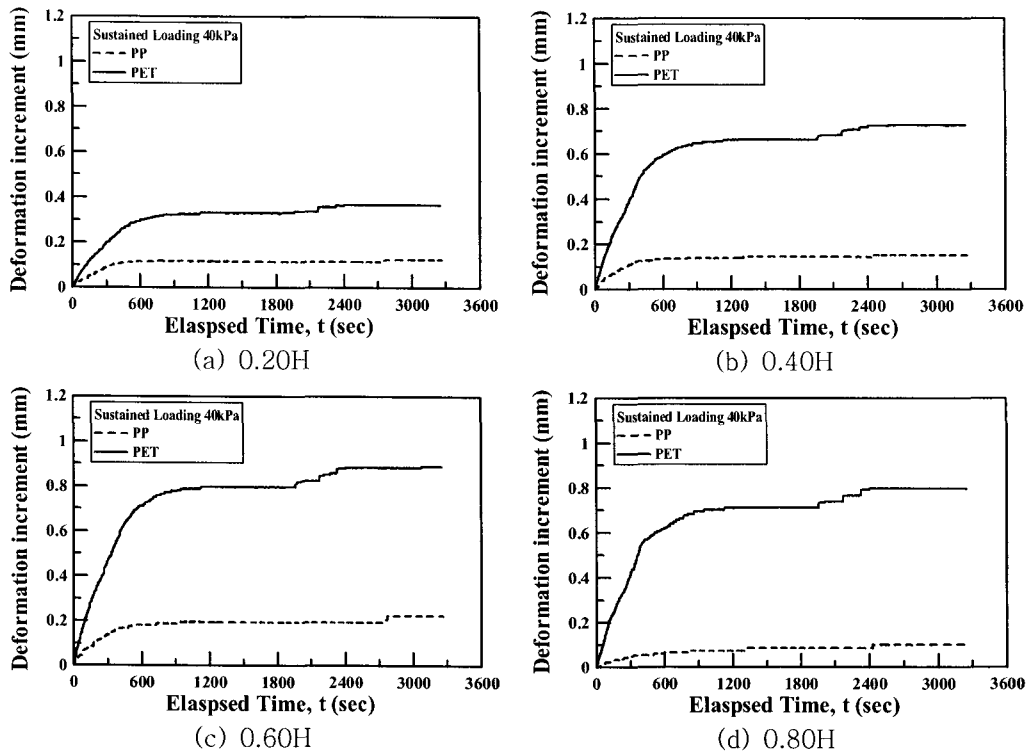 Deformation increment (mm)
1.2
1
0.8
0.6
0.4
0.2
0
Sustained Loading 40kPa
PP
PET
0 600 1200 1800 2400 3000 3600
Elaspsed Time, t (sec)
(a) 0.20H
Deformation increment (mm)
1.2
1
0.8
0.6
0.4
0.2
0
Sustained Loading 40kPa
PP
PET
0 600 1200 1800 2400 3000 3600
Elaspsed Time, t (sec)
(b) 0.40H
Deformation increment (mm)
1.2
1
0.8
0.6
0.4
0.2
0
Sustained Loading 40kPa
PP
PET
0 600 1200 1800 2400 3000 3600
Elaspsed Time, t (sec)
(c) 0.60H
Deformation increment (mm)
1.2
1
0.8
0.6
0.4
0.2
0
Sustained Loading 40kPa
PP
PET
0 600 1200 1800 2400 3000 3600
Elaspsed Time, t (sec)
(d) 0.80H